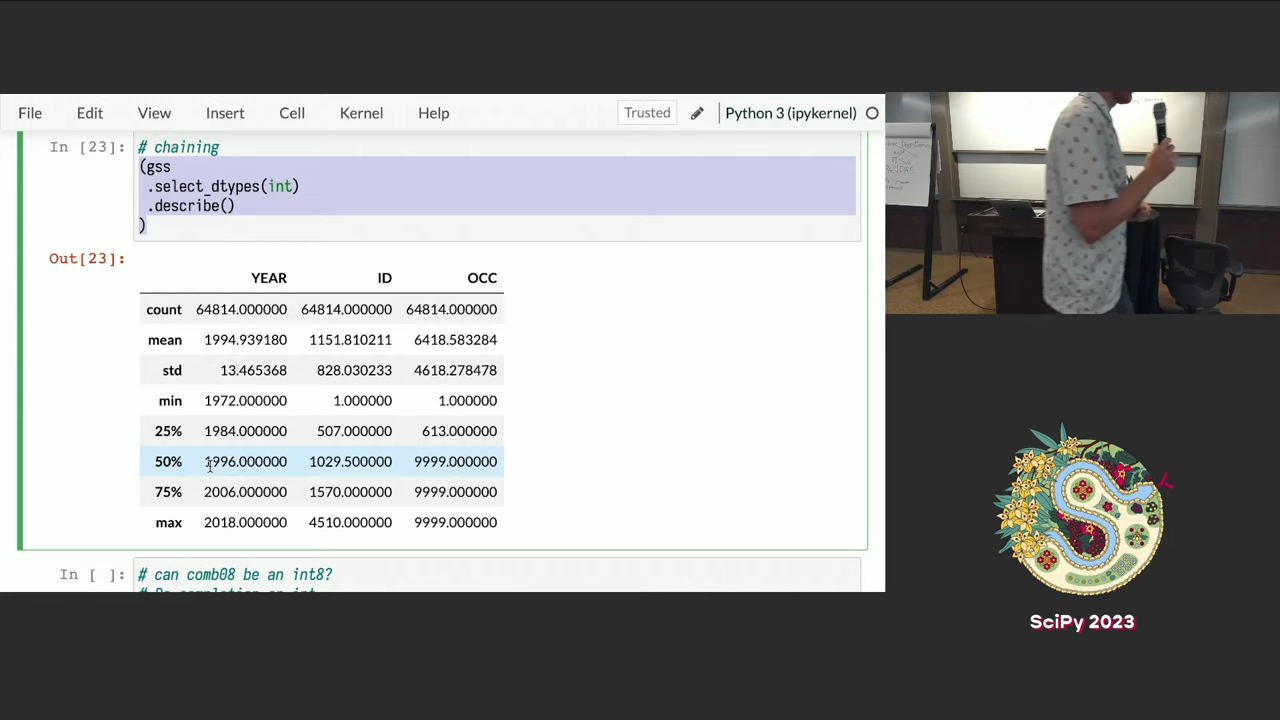 File Edit View Insert Cell Kernel Help Trusted Python 3 (ipykernel)
In [23]: # chaining
(gss
.select_dtypes(int)
.describe()
)
Out[23]:
YEAR ID OCC
count 64814.000000 64814.000000 64814.000000
mean 1994.939180 1151.810211 6418.583284
std 13.465368 828.030233 4618.278478
min 1972.000000 1.000000 1.000000
25% 1984.000000 507.000000 613.000000
50% 1996.000000 1029.500000 9999.000000
75% 2006.000000 1570.000000 9999.000000
max 2018.000000 4510.000000 9999.000000
In [ ]: # can comb08 be an int8?
SciPy 2023